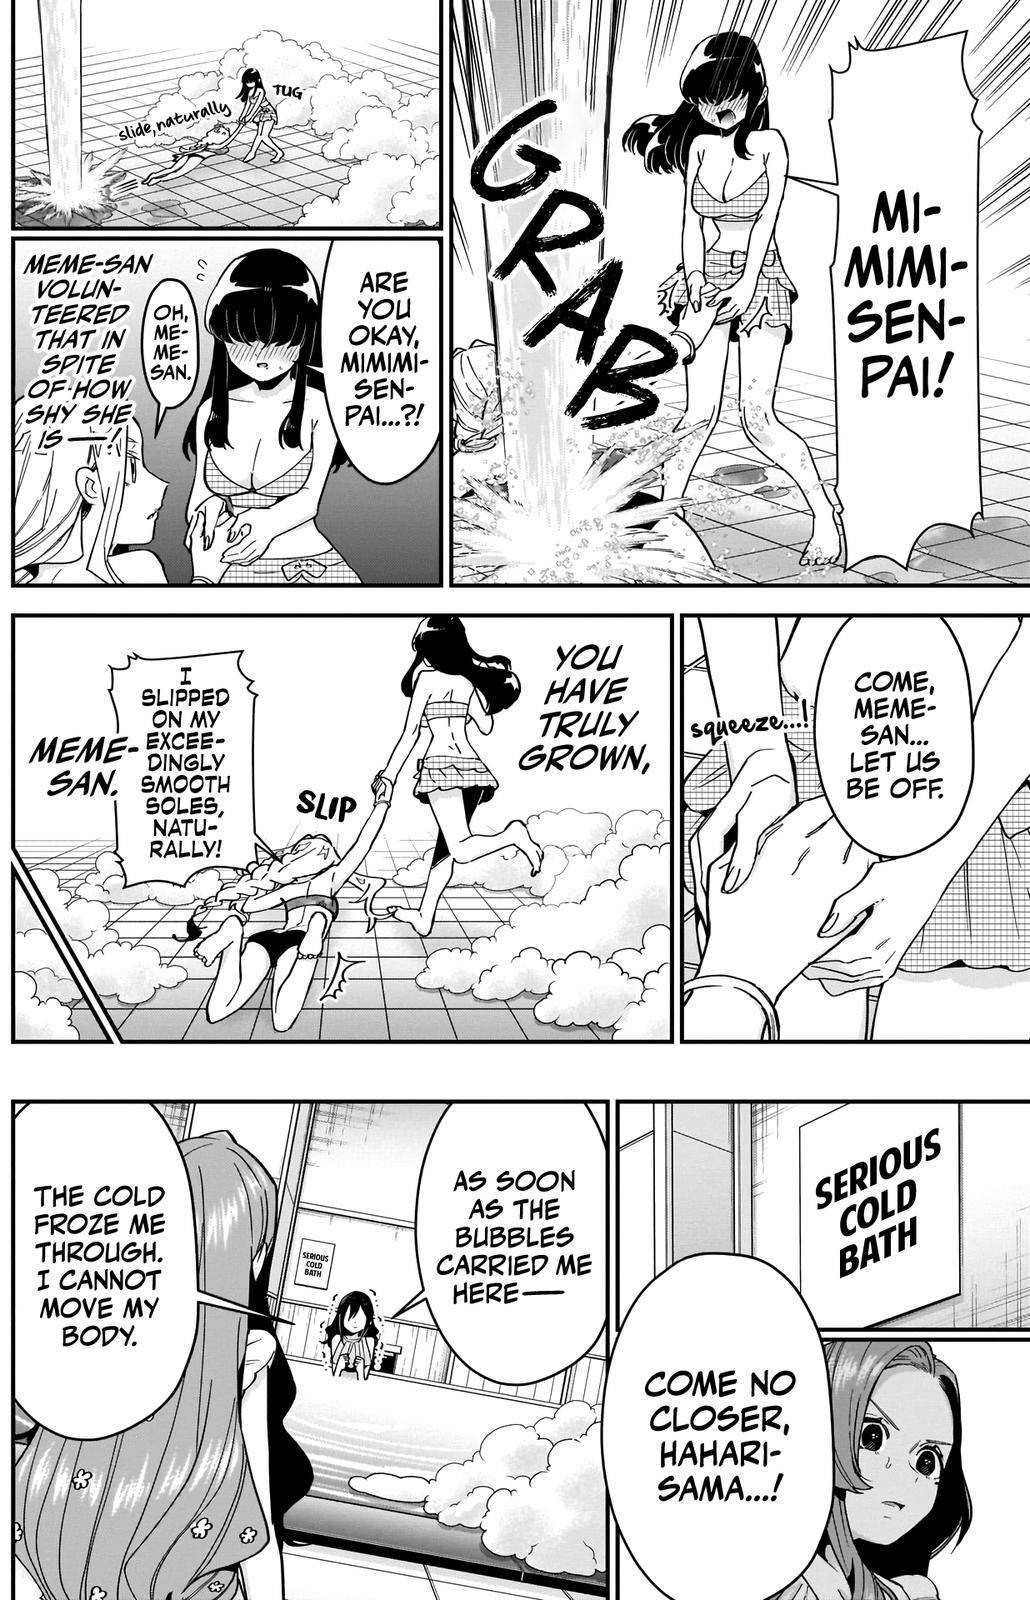 MI-
MIMI-
SEN-
PAI!
GRAB
TUG
slide, naturally
ARE
YOU
OKAY,
MIMIMI-
SEN-
PAI...?!
OH,
ME-
ME-
SAN.
MEME-SAN
VOLUN-
TEERED
THAT IN
SPITE
OF HOW
SHY SHE
IS—!
COME,
MEME-
SAN...
LET US
BE OFF.
squeeze...!
YOU
HAVE
TRULY
GROWN,
SLIP
I
SLIPPED
ON MY
EXCEE-
DINGLY
SMOOTH
SOLES,
NATU-
RALLY!
MEME-
SAN.
SERIOUS
COLD
BATH
COME NO
CLOSER,
HAHARI-
SAMA...!
AS SOON
AS THE
BUBBLES
CARRIED ME
HERE—
SERIOUS
COLD
BATH
THE COLD
FROZE ME
THROUGH.
I CANNOT
MOVE MY
BODY.